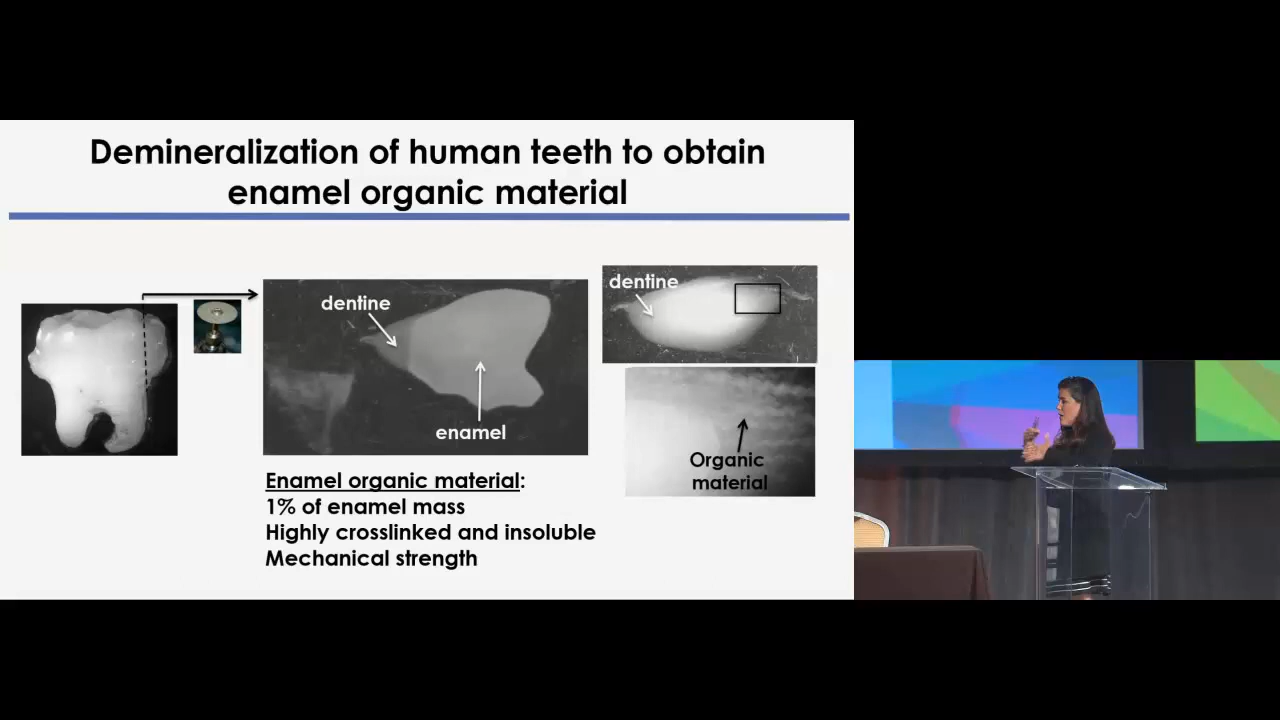 Demineralization of human teeth to obtain
enamel organic material
dentine
enamel
dentine
Organic
material
Enamel organic material:
1% of enamel mass
Highly crosslinked and insoluble
Mechanical strength